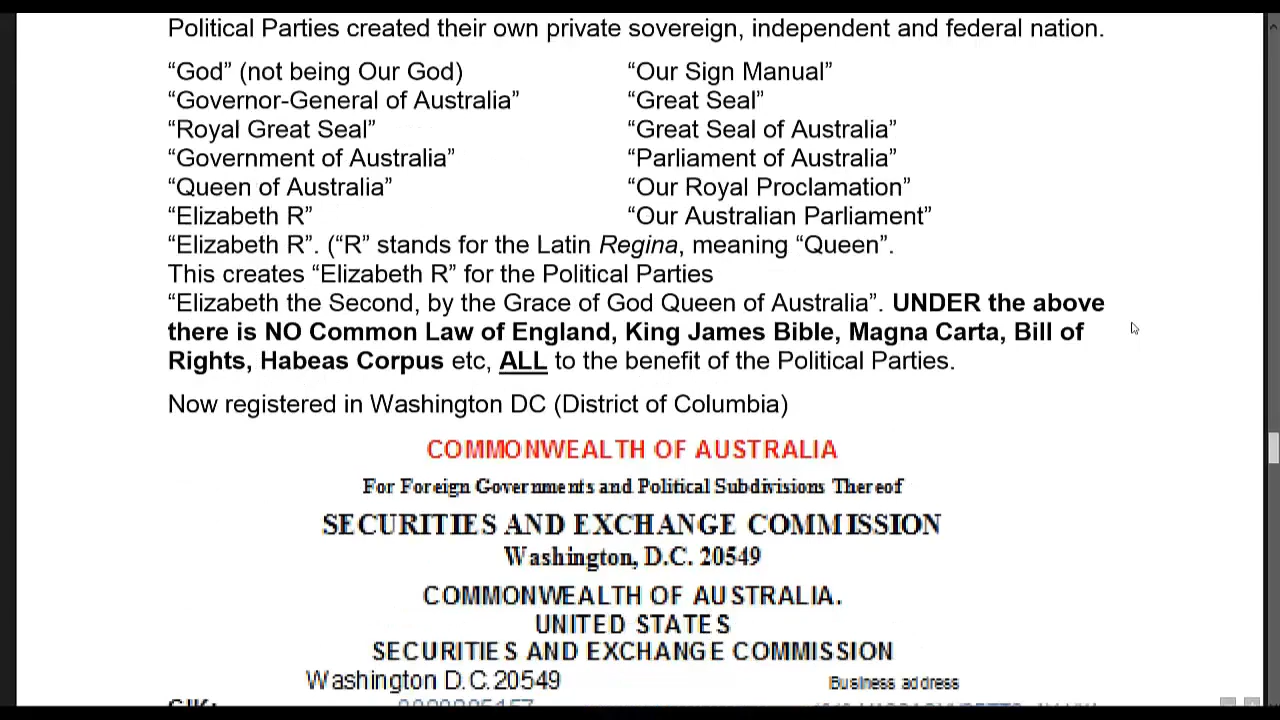 Political Parties created their own private sovereign, independent and federal nation.
“God” (not being Our God)
“Our Sign Manual”
“Governor-General of Australia”
“Great Seal”
“Royal Great Seal”
“Great Seal of Australia”
“Government of Australia”
“Parliament of Australia”
“Queen of Australia”
“Our Royal Proclamation”
“Elizabeth R”
“Our Australian Parliament”
“Elizabeth R”. (“R” stands for the Latin Regina, meaning “Queen”.
This creates “Elizabeth R” for the Political Parties
“Elizabeth the Second, by the Grace of God Queen of Australia”. UNDER the above
there is NO Common Law of England, King James Bible, Magna Carta, Bill of
Rights, Habeas Corpus etc, ALL to the benefit of the Political Parties.
Now registered in Washington DC (District of Columbia)
COMMONWEALTH OF AUSTRALIA
For Foreign Governments and Political Subdivisions Thereof
SECURITIES AND EXCHANGE COMMISSION
Washington, D.C. 20549
COMMONWEALTH OF AUSTRALIA.
UNITED STATES
SECURITIES AND EXCHANGE COMMISSION
Washington D.C.20549
Business address